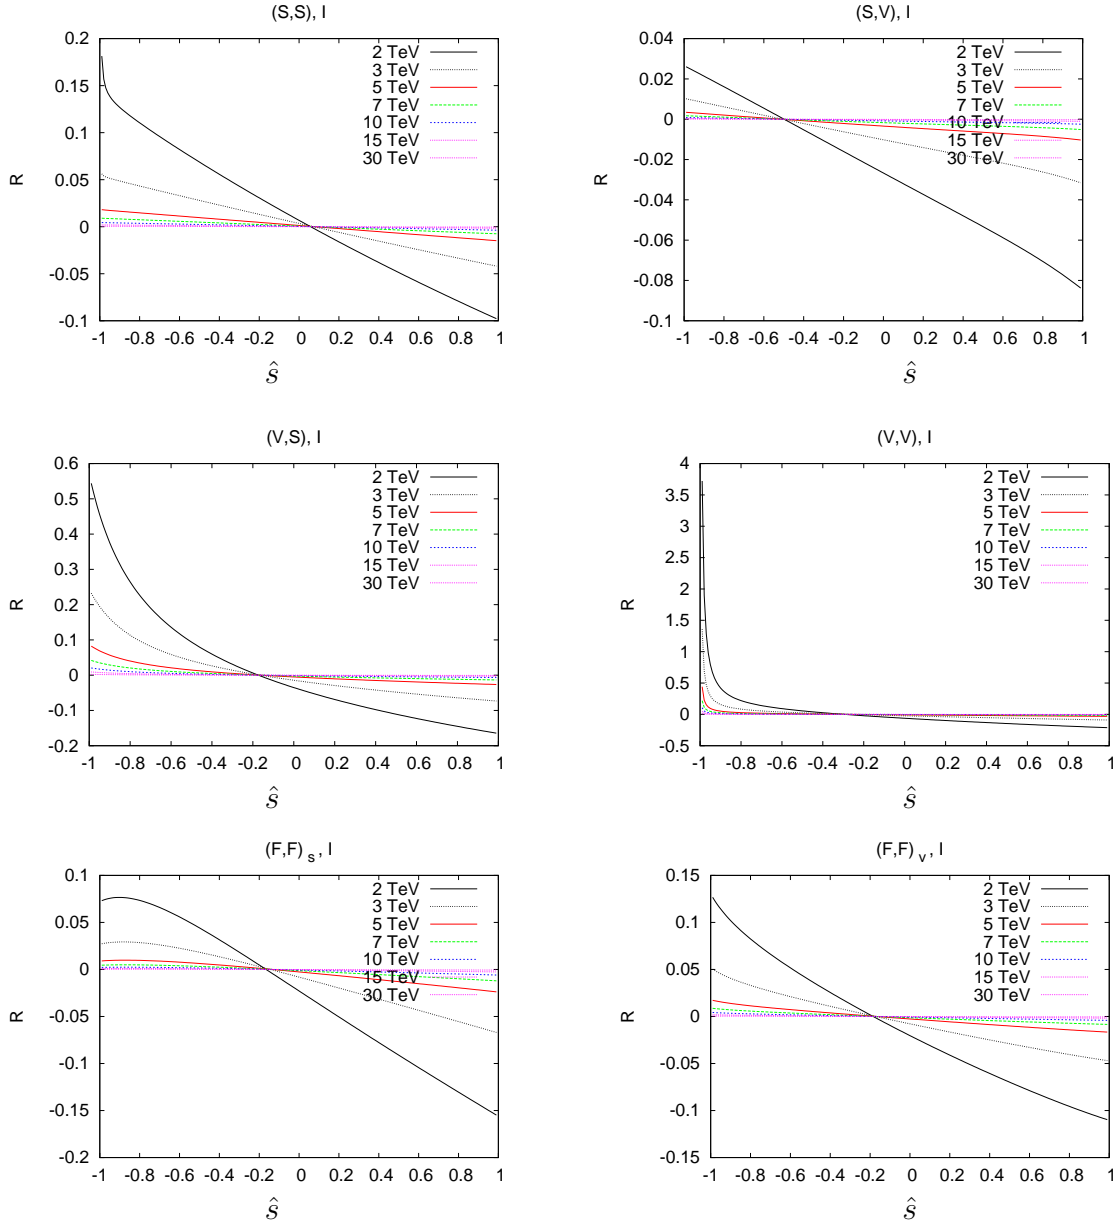 (S,S), I
0.2
0.15
0.1
0.05
0
-0.05
-0.1
R
2 TeV
3 TeV
5 TeV
7 TeV
10 TeV
15 TeV
30 TeV
-1 -0.8 -0.6 -0.4 -0.2 0 0.2 0.4 0.6 0.8 1
ŝ
(S,V), I
0.04
0.02
0
-0.02
-0.04
-0.06
-0.08
-0.1
R
2 TeV
3 TeV
5 TeV
7 TeV
10 TeV
15 TeV
30 TeV
-1 -0.8 -0.6 -0.4 -0.2 0 0.2 0.4 0.6 0.8 1
ŝ
(V,S), I
0.6
0.5
0.4
0.3
0.2
0.1
0
-0.1
-0.2
R
2 TeV
3 TeV
5 TeV
7 TeV
10 TeV
15 TeV
30 TeV
-1 -0.8 -0.6 -0.4 -0.2 0 0.2 0.4 0.6 0.8 1
ŝ
(V,V), I
4
3.5
3
2.5
2
1.5
1
0.5
0
-0.5
R
2 TeV
3 TeV
5 TeV
7 TeV
10 TeV
15 TeV
30 TeV
-1 -0.8 -0.6 -0.4 -0.2 0 0.2 0.4 0.6 0.8 1
ŝ
(F,F) s , I
0.1
0.05
0
-0.05
-0.1
-0.15
-0.2
R
2 TeV
3 TeV
5 TeV
7 TeV
10 TeV
15 TeV
30 TeV
-1 -0.8 -0.6 -0.4 -0.2 0 0.2 0.4 0.6 0.8 1
ŝ
(F,F) v , I
0.15
0.1
0.05
0
-0.05
-0.1
-0.15
R
2 TeV
3 TeV
5 TeV
7 TeV
10 TeV
15 TeV
30 TeV
-1 -0.8 -0.6 -0.4 -0.2 0 0.2 0.4 0.6 0.8 1
ŝ